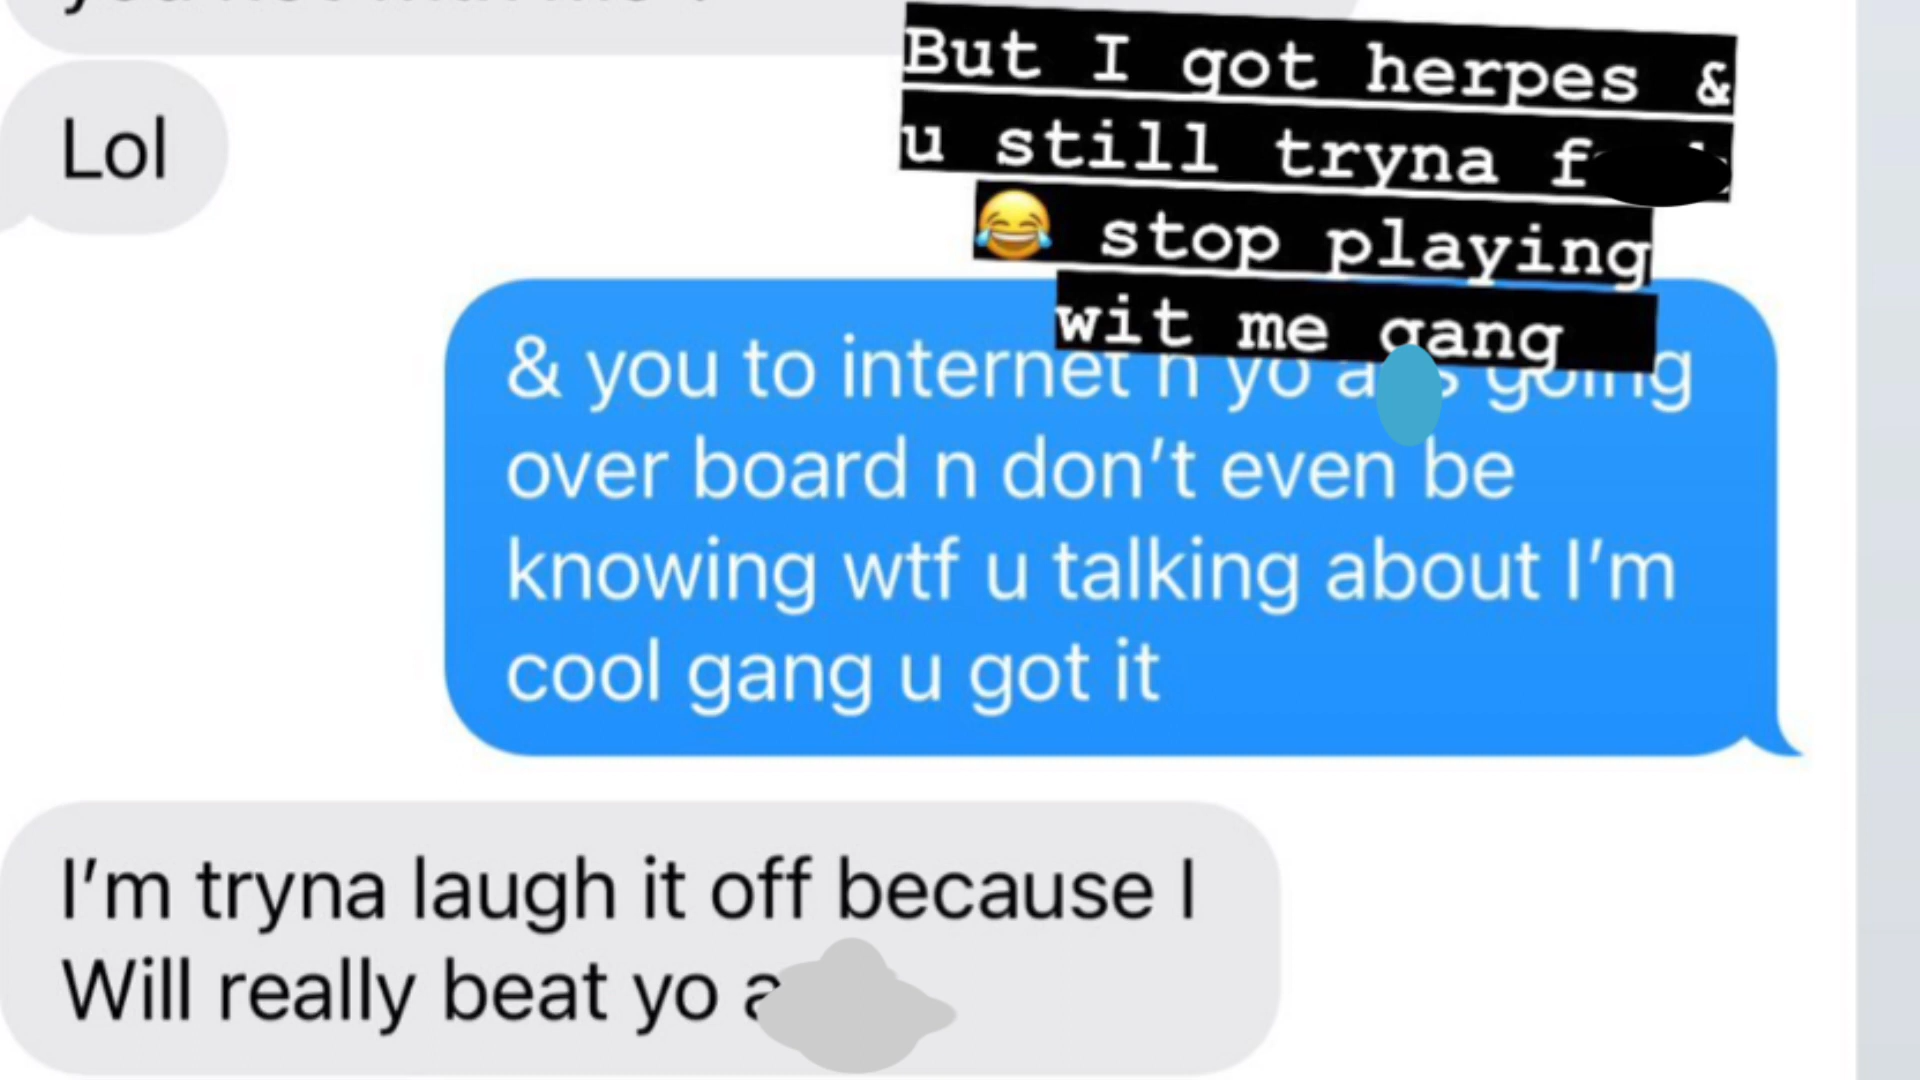 Lol
But I got herpes &
u still tryna f
😂 stop playing
wit me gang
& you to internet n yo a s going
over board n don't even be
knowing wtf u talking about I'm
cool gang u got it
I'm tryna laugh it off because I
Will really beat yo a